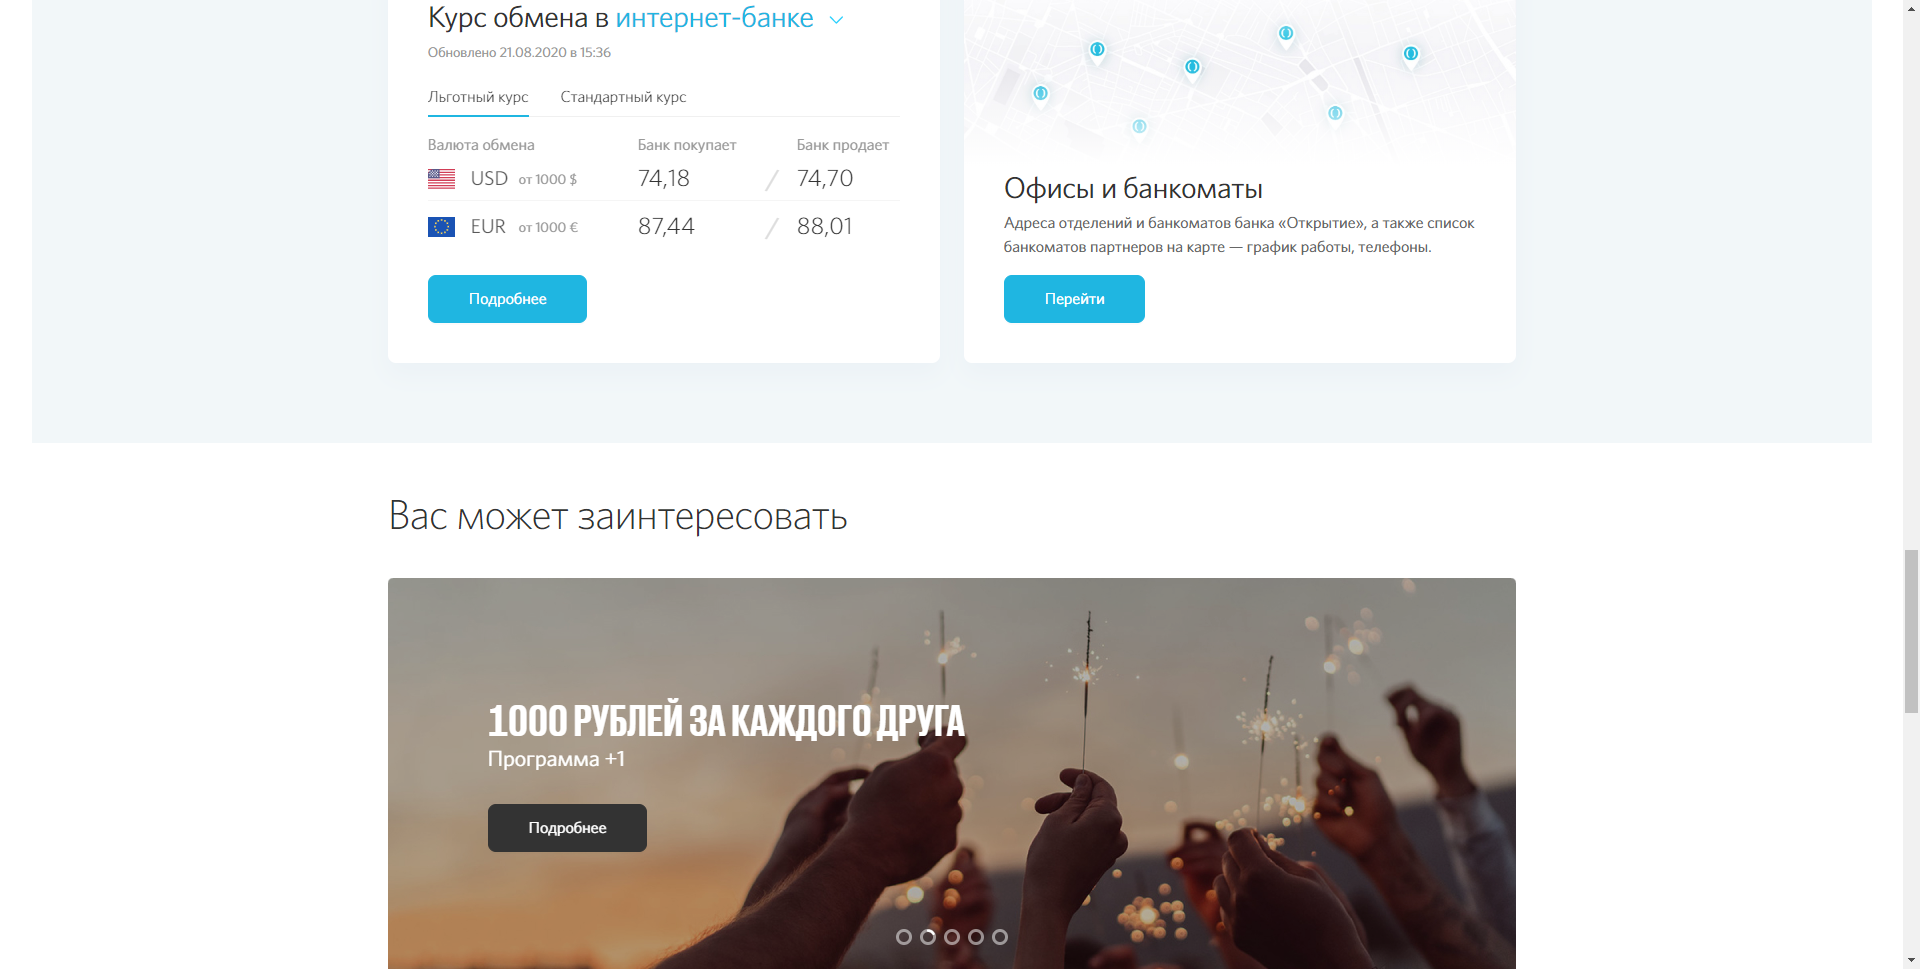 Курс обмена в интернет-банке
Обновлено 21.08.2020 в 15:36
Льготный курс Стандартный курс
Валюта обмена Банк покупает Банк продает
USD от 1000 $ 74,18 / 74,70
EUR от 1000 € 87,44 / 88,01
Подробнее
Офисы и банкоматы
Адреса отделений и банкоматов банка «Открытие», а также список
банкоматов партнеров на карте — график работы, телефоны.
Перейти
Вас может заинтересовать
1000 РУБЛЕЙ ЗА КАЖДОГО ДРУГА
Программа +1
Подробнее